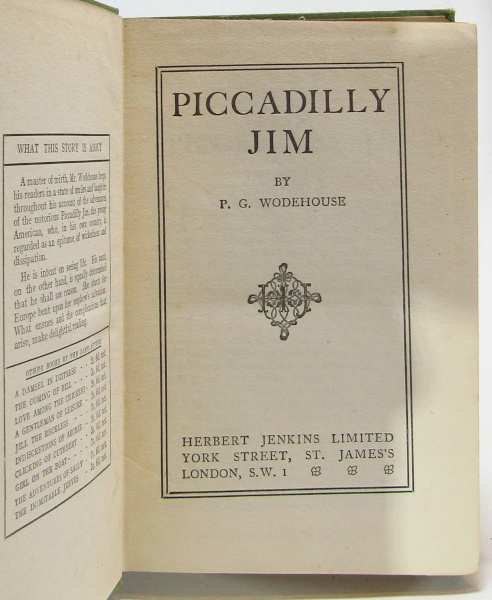 WHAT THIS STORY IS ABOUT
A master of mirth, Mr. Wodehouse keeps
his readers in a state of smiles and laughter
throughout his account of the adventures
of the notorious Piccadilly Jim, the young
American, who, in his own country, is
regarded as an epitome of wickedness and
dissipation.
He is intent on seeing life. His aunt,
on the other hand, is equally determined
that he shall see reason. She starts for
Europe bent upon her nephew's salvation.
What ensues and the complications that
arise, make delightful reading.
OTHER BOOKS BY THE SAME AUTHOR
A DAMSEL IN DISTRESS
THE COMING OF BILL
LOVE AMONG THE CHICKENS
A GENTLEMAN OF LEISURE
JILL THE RECKLESS
INDISCRETIONS OF ARCHIE
CLICKING OF CUTHBERT
GIRL ON THE BOAT
THE ADVENTURES OF SALLY
THE INIMITABLE JEEVES
PICCADILLY
JIM
BY
P. G. WODEHOUSE
HERBERT JENKINS LIMITED
YORK STREET, ST. JAMES'S
LONDON, S.W. 1